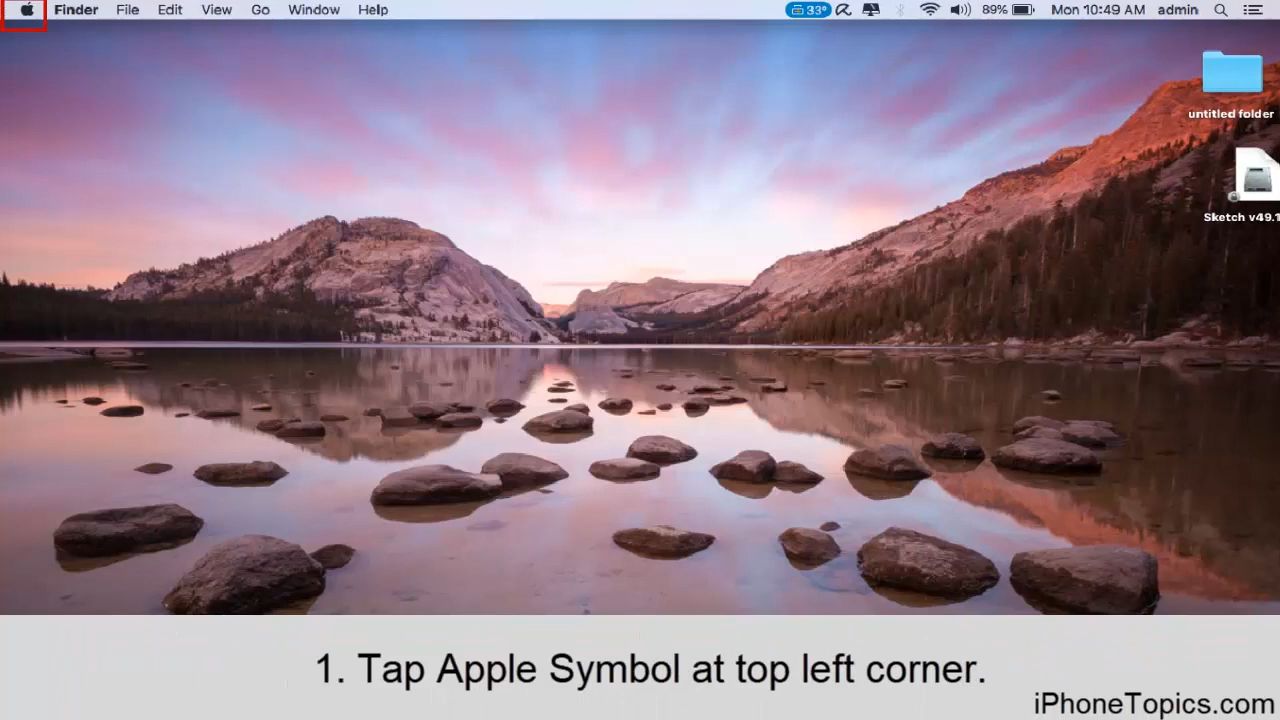 Finder File Edit View Go Window Help 33° 89% Mon 10:49 AM admin
untitled folder
Sketch v49.1
1. Tap Apple Symbol at top left corner.
iPhoneTopics.com